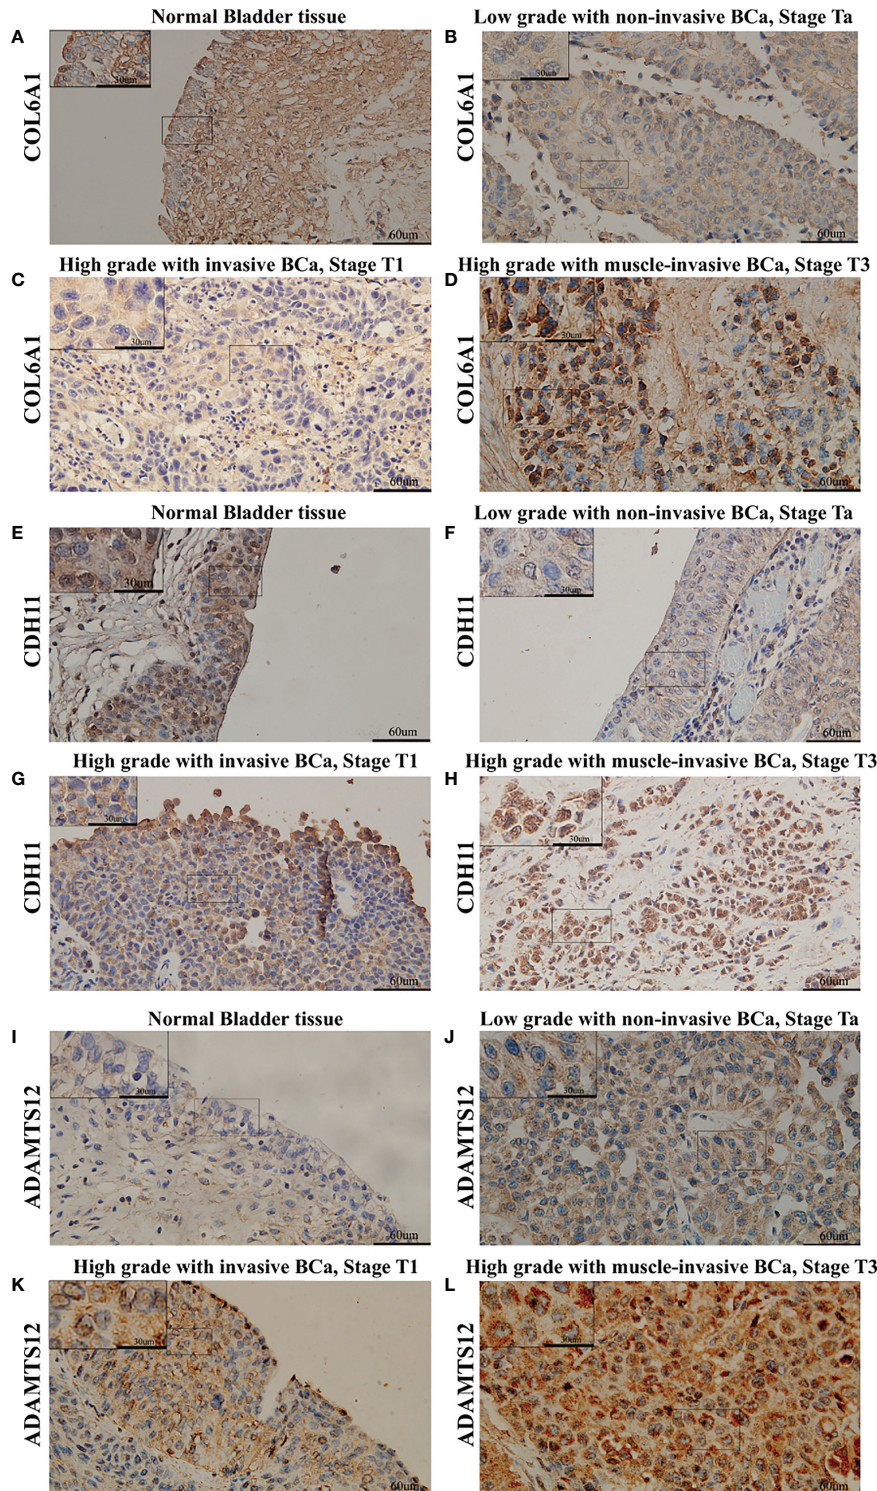 Normal Bladder tissue
Low grade with non-invasive BCa, Stage Ta
A
COL6A1
30um
60um
B
COL6A1
30um
60um
High grade with invasive BCa, Stage T1
High grade with muscle-invasive BCa, Stage T3
C
COL6A1
30um
60um
D
COL6A1
30um
60um
Normal Bladder tissue
Low grade with non-invasive BCa, Stage Ta
E
CDH11
30um
60um
F
CDH11
30um
60um
High grade with invasive BCa, Stage T1
High grade with muscle-invasive BCa, Stage T3
G
CDH11
30um
60um
H
CDH11
30um
60um
Normal Bladder tissue
Low grade with non-invasive BCa, Stage Ta
I
ADAMTS12
30um
60um
J
ADAMTS12
30um
60um
High grade with invasive BCa, Stage T1
High grade with muscle-invasive BCa, Stage T3
K
ADAMTS12
30um
60um
L
ADAMTS12
30um
60um